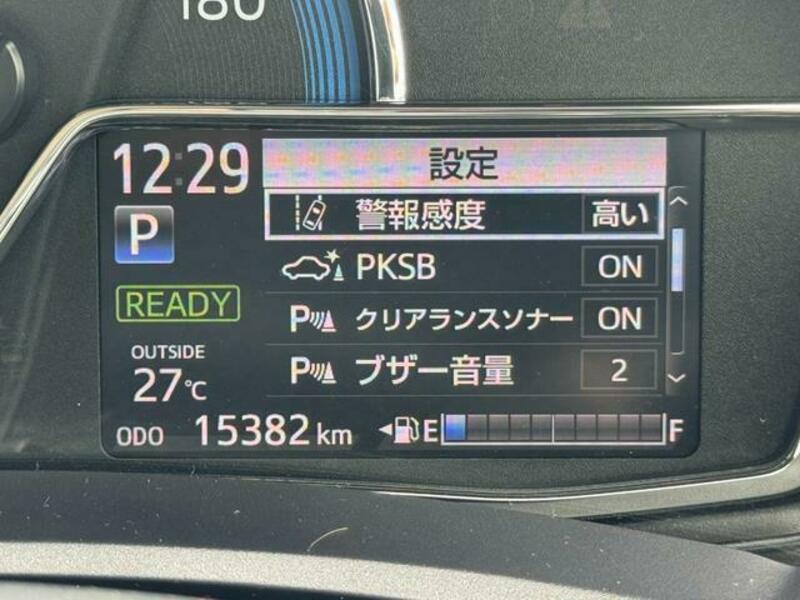 180
12:29
設定
P
警報感度 高い
PKSB ON
READY
P クリアランスソナー ON
OUTSIDE
27℃
P ブザー音量 2
ODO 15382 km
E F